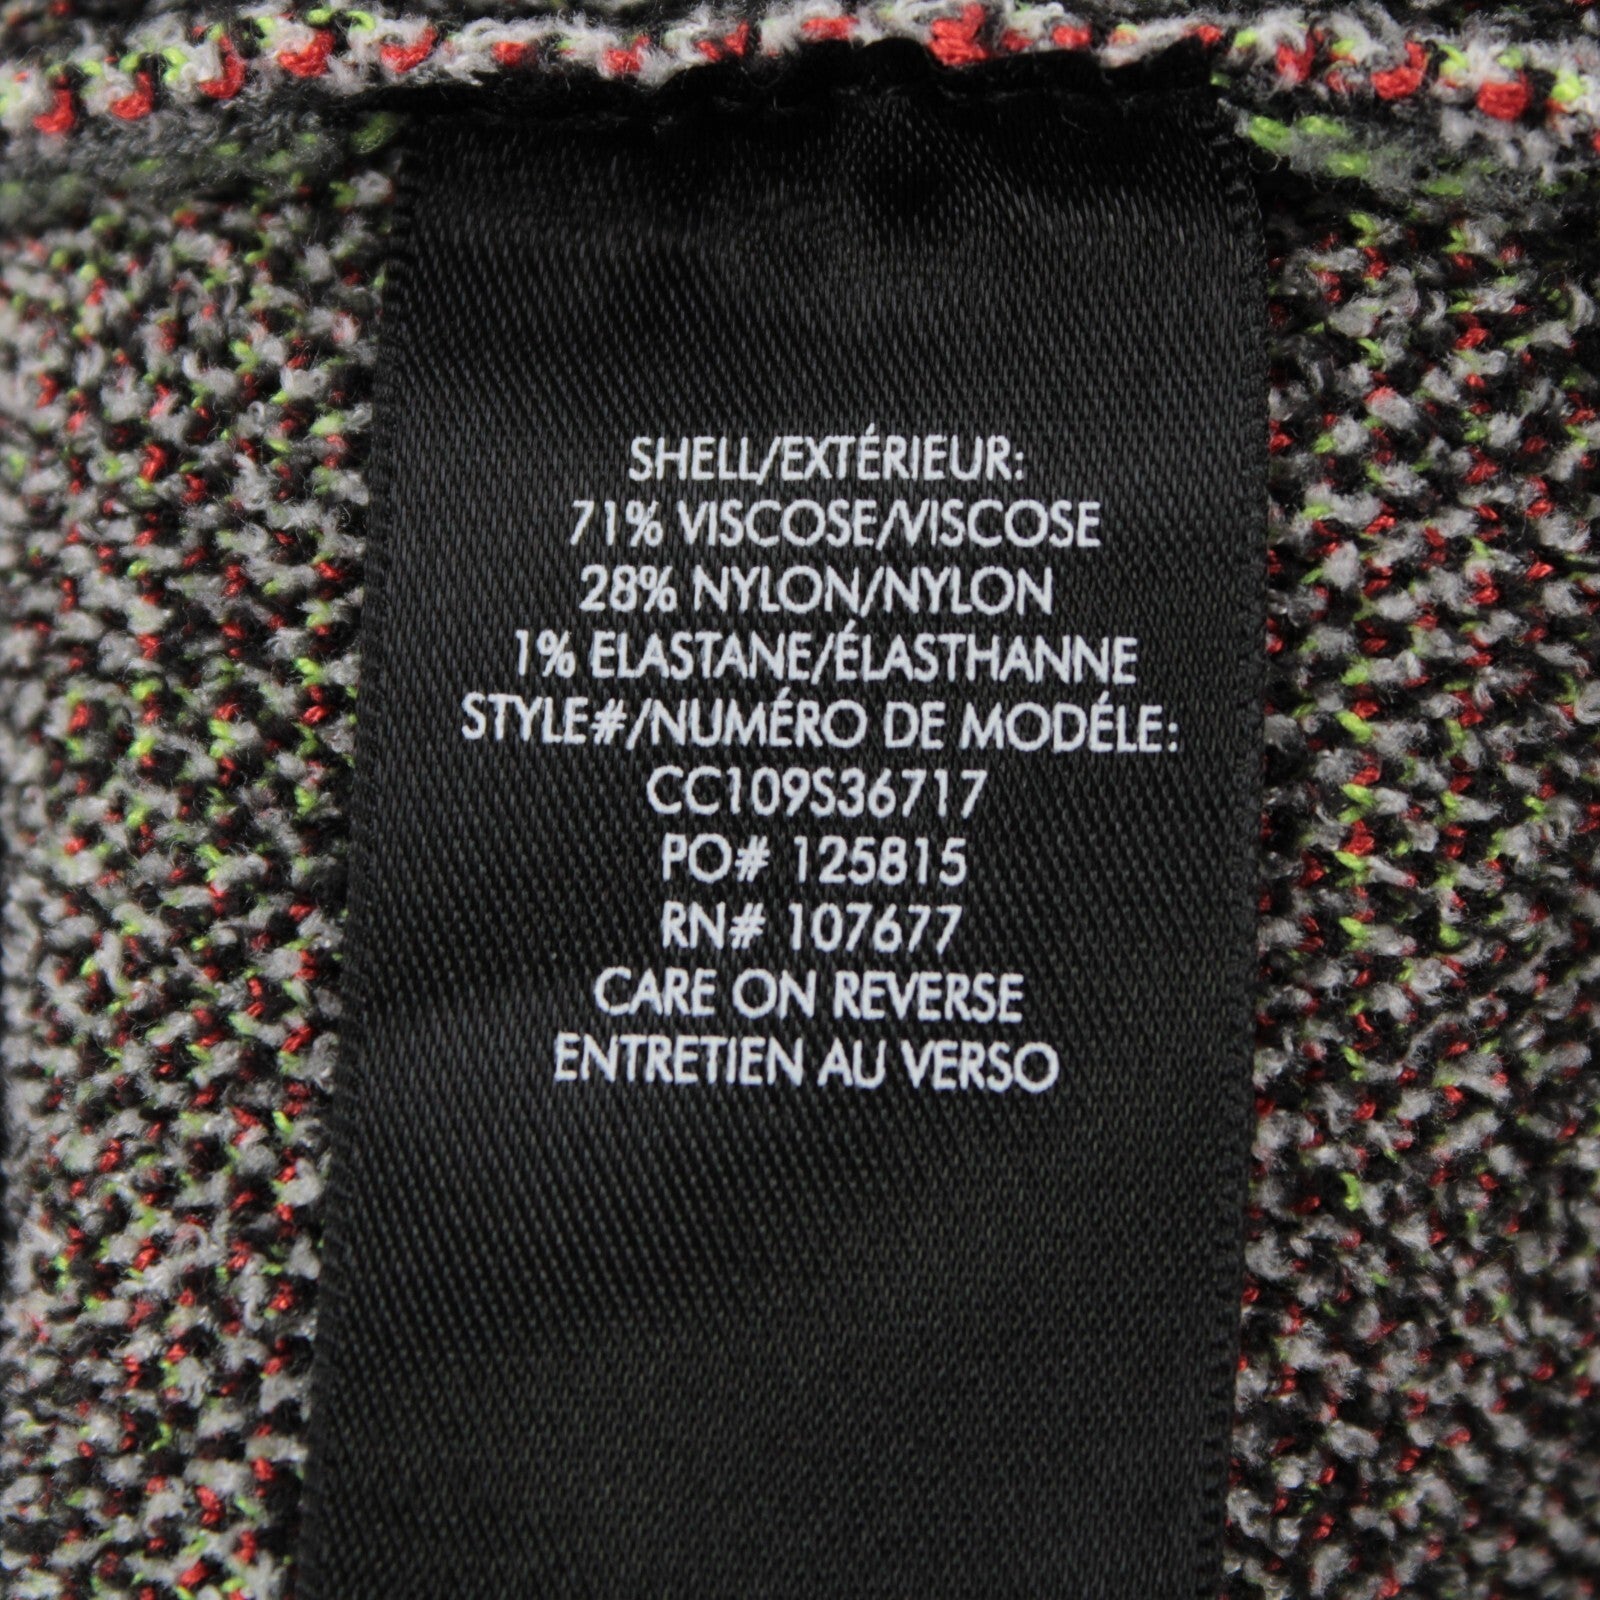 SHELL/EXTÉRIEUR:
71% VISCOSE/VISCOSE
28% NYLON/NYLON
1% ELASTANE/ÉLASTHANNE
STYLE#/NUMÉRO DE MODÉLE:
CC109S36717
PO# 125815
RN# 107677
CARE ON REVERSE
ENTRETIEN AU VERSO